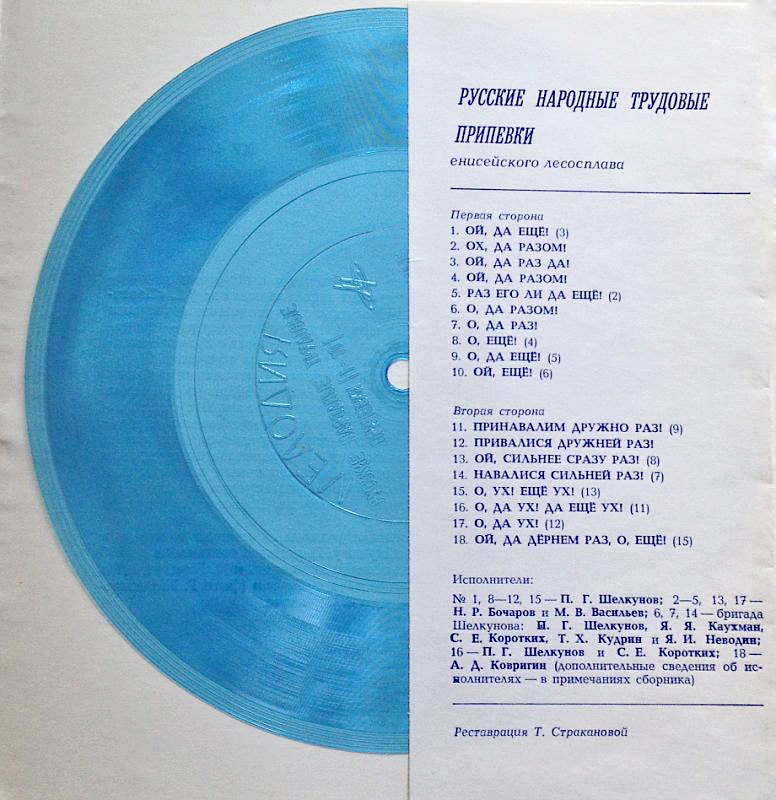 РУССКИЕ НАРОДНЫЕ ТРУДОВЫЕ
ПРИПЕВКИ
енисейского лесосплава
Первая сторона
1. ОЙ, ДА ЕЩЁ! (3)
2. ОХ, ДА РАЗОМ!
3. ОЙ, ДА РАЗ ДА!
4. ОЙ, ДА РАЗОМ!
5. РАЗ ЕГО ЛИ ДА ЕЩЁ! (2)
6. О, ДА РАЗОМ!
7. О, ДА РАЗ!
8. О, ЕЩЁ! (4)
9. О, ДА ЕЩЁ! (5)
10. ОЙ, ЕЩЁ! (6)
Вторая сторона
11. ПРИНАВАЛИМ ДРУЖНО РАЗ! (9)
12. ПРИВАЛИСЯ ДРУЖНЕЙ РАЗ!
13. ОЙ, СИЛЬНЕЕ СРАЗУ РАЗ! (8)
14. НАВАЛИСЯ СИЛЬНЕЙ РАЗ! (7)
15. О, УХ! ЕЩЁ УХ! (13)
16. О, ДА УХ! ДА ЕЩЁ УХ! (11)
17. О, ДА УХ! (12)
18. ОЙ, ДА ДЁРНЕМ РАЗ, О, ЕЩЁ! (15)
Исполнители:
№ 1, 8—12, 15 — П. Г. Шелкунов; 2—5, 13, 17 —
Н. Р. Бочаров и М. В. Васильев; 6, 7, 14 — бригада
Шелкунова: П. Г. Шелкунов, Я. Я. Каухман,
С. Е. Коротких, Т. Х. Кудрин и Я. И. Неводин;
16 — П. Г. Шелкунов и С. Е. Коротких; 18 —
А. Д. Ковригин (дополнительные сведения об ис-
полнителях — в примечаниях сборника)
Реставрация Т. Стракановой
МЕЛОДИЯ